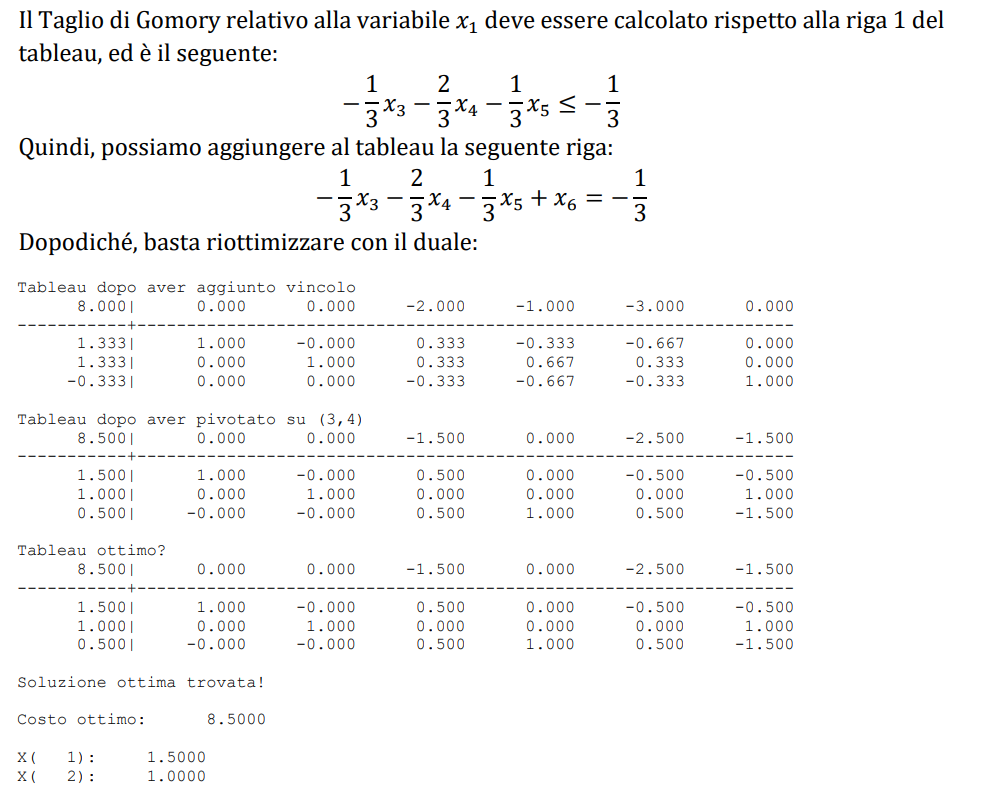 Il Taglio di Gomory relativo alla variabile x₁ deve essere calcolato rispetto alla riga 1 del
tableau, ed è il seguente:
−1/3 x₃ − 2/3 x₄ − 1/3 x₅ ≤ −1/3
Quindi, possiamo aggiungere al tableau la seguente riga:
−1/3 x₃ − 2/3 x₄ − 1/3 x₅ + x₆ = −1/3
Dopodiché, basta riottimizzare con il duale:
Tableau dopo aver aggiunto vincolo
8.000| 0.000 0.000 -2.000 -1.000 -3.000 0.000
-----------+------------------------------------------------------------------
1.333| 1.000 -0.000 0.333 -0.333 -0.667 0.000
1.333| 0.000 1.000 0.333 0.667 0.333 0.000
-0.333| 0.000 0.000 -0.333 -0.667 -0.333 1.000
Tableau dopo aver pivotato su (3,4)
8.500| 0.000 0.000 -1.500 0.000 -2.500 -1.500
-----------+------------------------------------------------------------------
1.500| 1.000 -0.000 0.500 0.000 -0.500 -0.500
1.000| 0.000 1.000 0.000 0.000 0.000 1.000
0.500| -0.000 -0.000 0.500 1.000 0.500 -1.500
Tableau ottimo?
8.500| 0.000 0.000 -1.500 0.000 -2.500 -1.500
-----------+------------------------------------------------------------------
1.500| 1.000 -0.000 0.500 0.000 -0.500 -0.500
1.000| 0.000 1.000 0.000 0.000 0.000 1.000
0.500| -0.000 -0.000 0.500 1.000 0.500 -1.500
Soluzione ottima trovata!
Costo ottimo: 8.5000
X( 1): 1.5000
X( 2): 1.0000